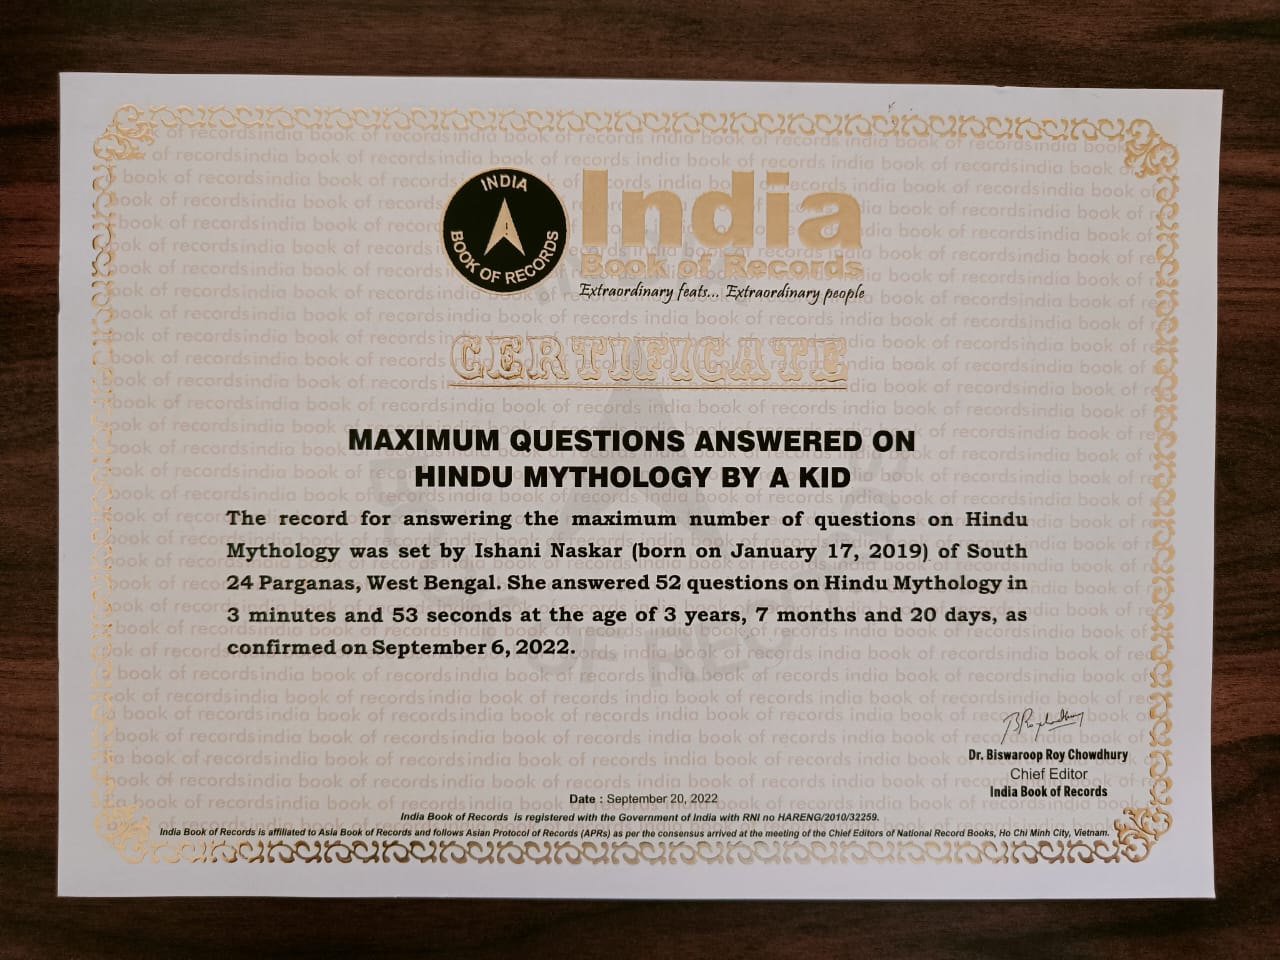 INDIA
BOOK OF RECORDS
India
Book of Records
Extraordinary feats... Extraordinary people
CERTIFICATE
MAXIMUM QUESTIONS ANSWERED ON
HINDU MYTHOLOGY BY A KID
The record for answering the maximum number of questions on Hindu
Mythology was set by Ishani Naskar (born on January 17, 2019) of South
24 Parganas, West Bengal. She answered 52 questions on Hindu Mythology in
3 minutes and 53 seconds at the age of 3 years, 7 months and 20 days, as
confirmed on September 6, 2022.
Dr. Biswaroop Roy Chowdhury
Chief Editor
India Book of Records
Date : September 20, 2022
India Book of Records is registered with the Government of India with RNI no HARENG/2010/32259.
India Book of Records is affiliated to Asia Book of Records and follows Asian Protocol of Records (APRs) as per the consensus arrived at the meeting of the Chief Editors of National Record Books, Ho Chi Minh City, Vietnam.